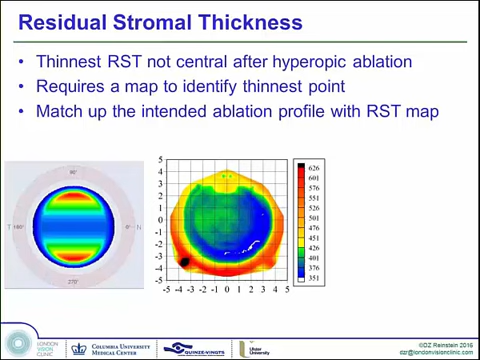 Residual Stromal Thickness
• Thinnest RST not central after hyperopic ablation
• Requires a map to identify thinnest point
• Match up the intended ablation profile with RST map
90°
T 180°
0° N
270°
5
4
3
2
1
0
-1
-2
-3
-4
-5
-5 -4 -3 -2 -1 0 1 2 3 4 5
626
601
576
551
526
501
476
451
426
401
376
351
LONDON
VISION
CLINIC
COLUMBIA UNIVERSITY
MEDICAL CENTER
QUINZE-VINGTS
Ulster
University
©DZ Reinstein 2016
dzr@londonvisionclinic.com